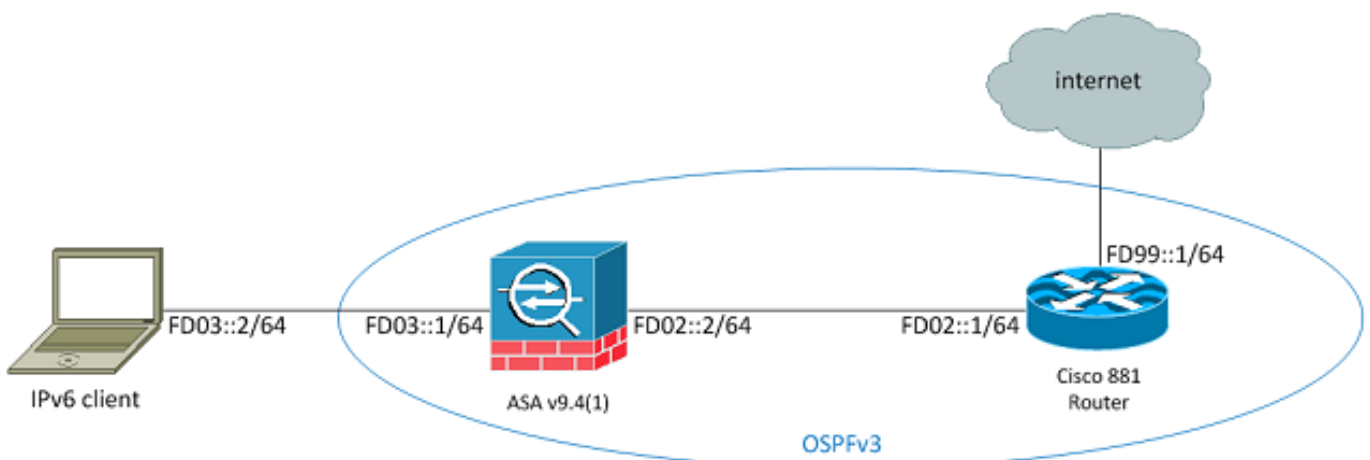 internet
FD99::1/64
FD03::2/64
FD03::1/64
FD02::2/64
FD02::1/64
IPv6 client
ASA v9.4(1)
Cisco 881
Router
OSPFv3